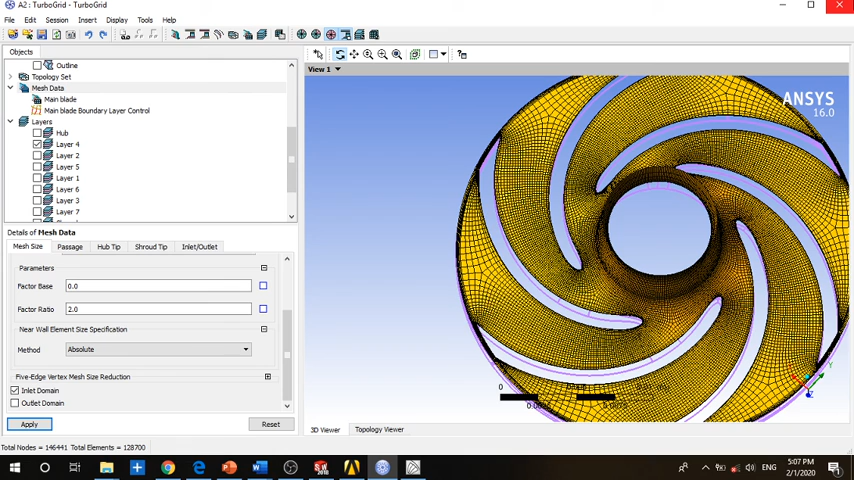 A2 : TurboGrid - TurboGrid
File Edit Session Insert Display Tools Help
Objects
View 1
Outline
Topology Set
Mesh Data
Main blade
Main blade Boundary Layer Control
Layers
Hub
Layer 4
Layer 2
Layer 5
Layer 1
Layer 6
Layer 3
Layer 7
ANSYS
16.0
Details of Mesh Data
Mesh Size Passage Hub Tip Shroud Tip Inlet/Outlet
Parameters
Factor Base 0.0
Factor Ratio 2.0
Near Wall Element Size Specification
Method Absolute
Five-Edge Vertex Mesh Size Reduction
Inlet Domain
Outlet Domain
Apply Reset
0
Y
Z
3D Viewer Topology Viewer
Total Nodes = 146441 Total Elements = 128700
ENG
5:07 PM
2/1/2020